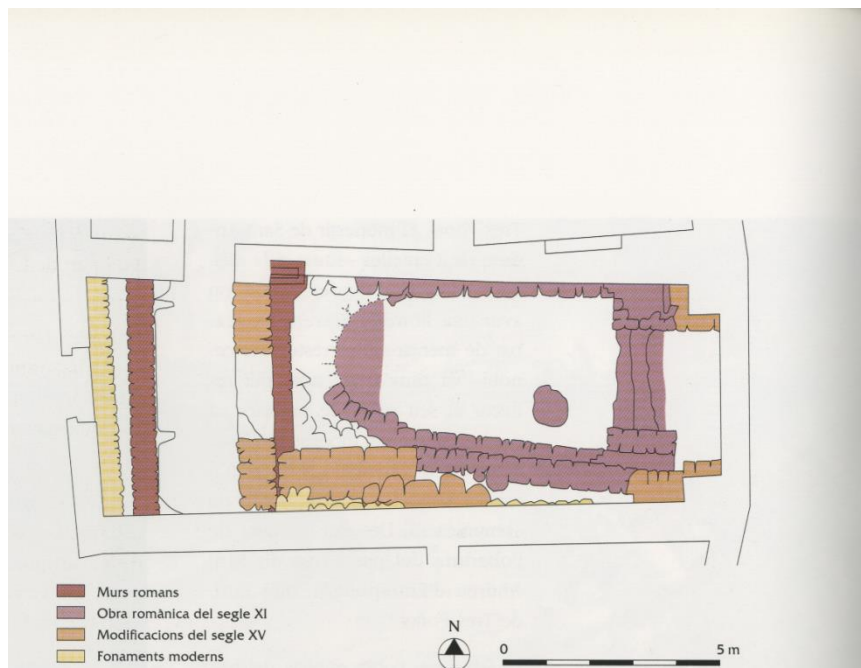 Murs romans
Obra romànica del segle XI
Modificacions del segle XV
Fonaments moderns
N
0 5 m